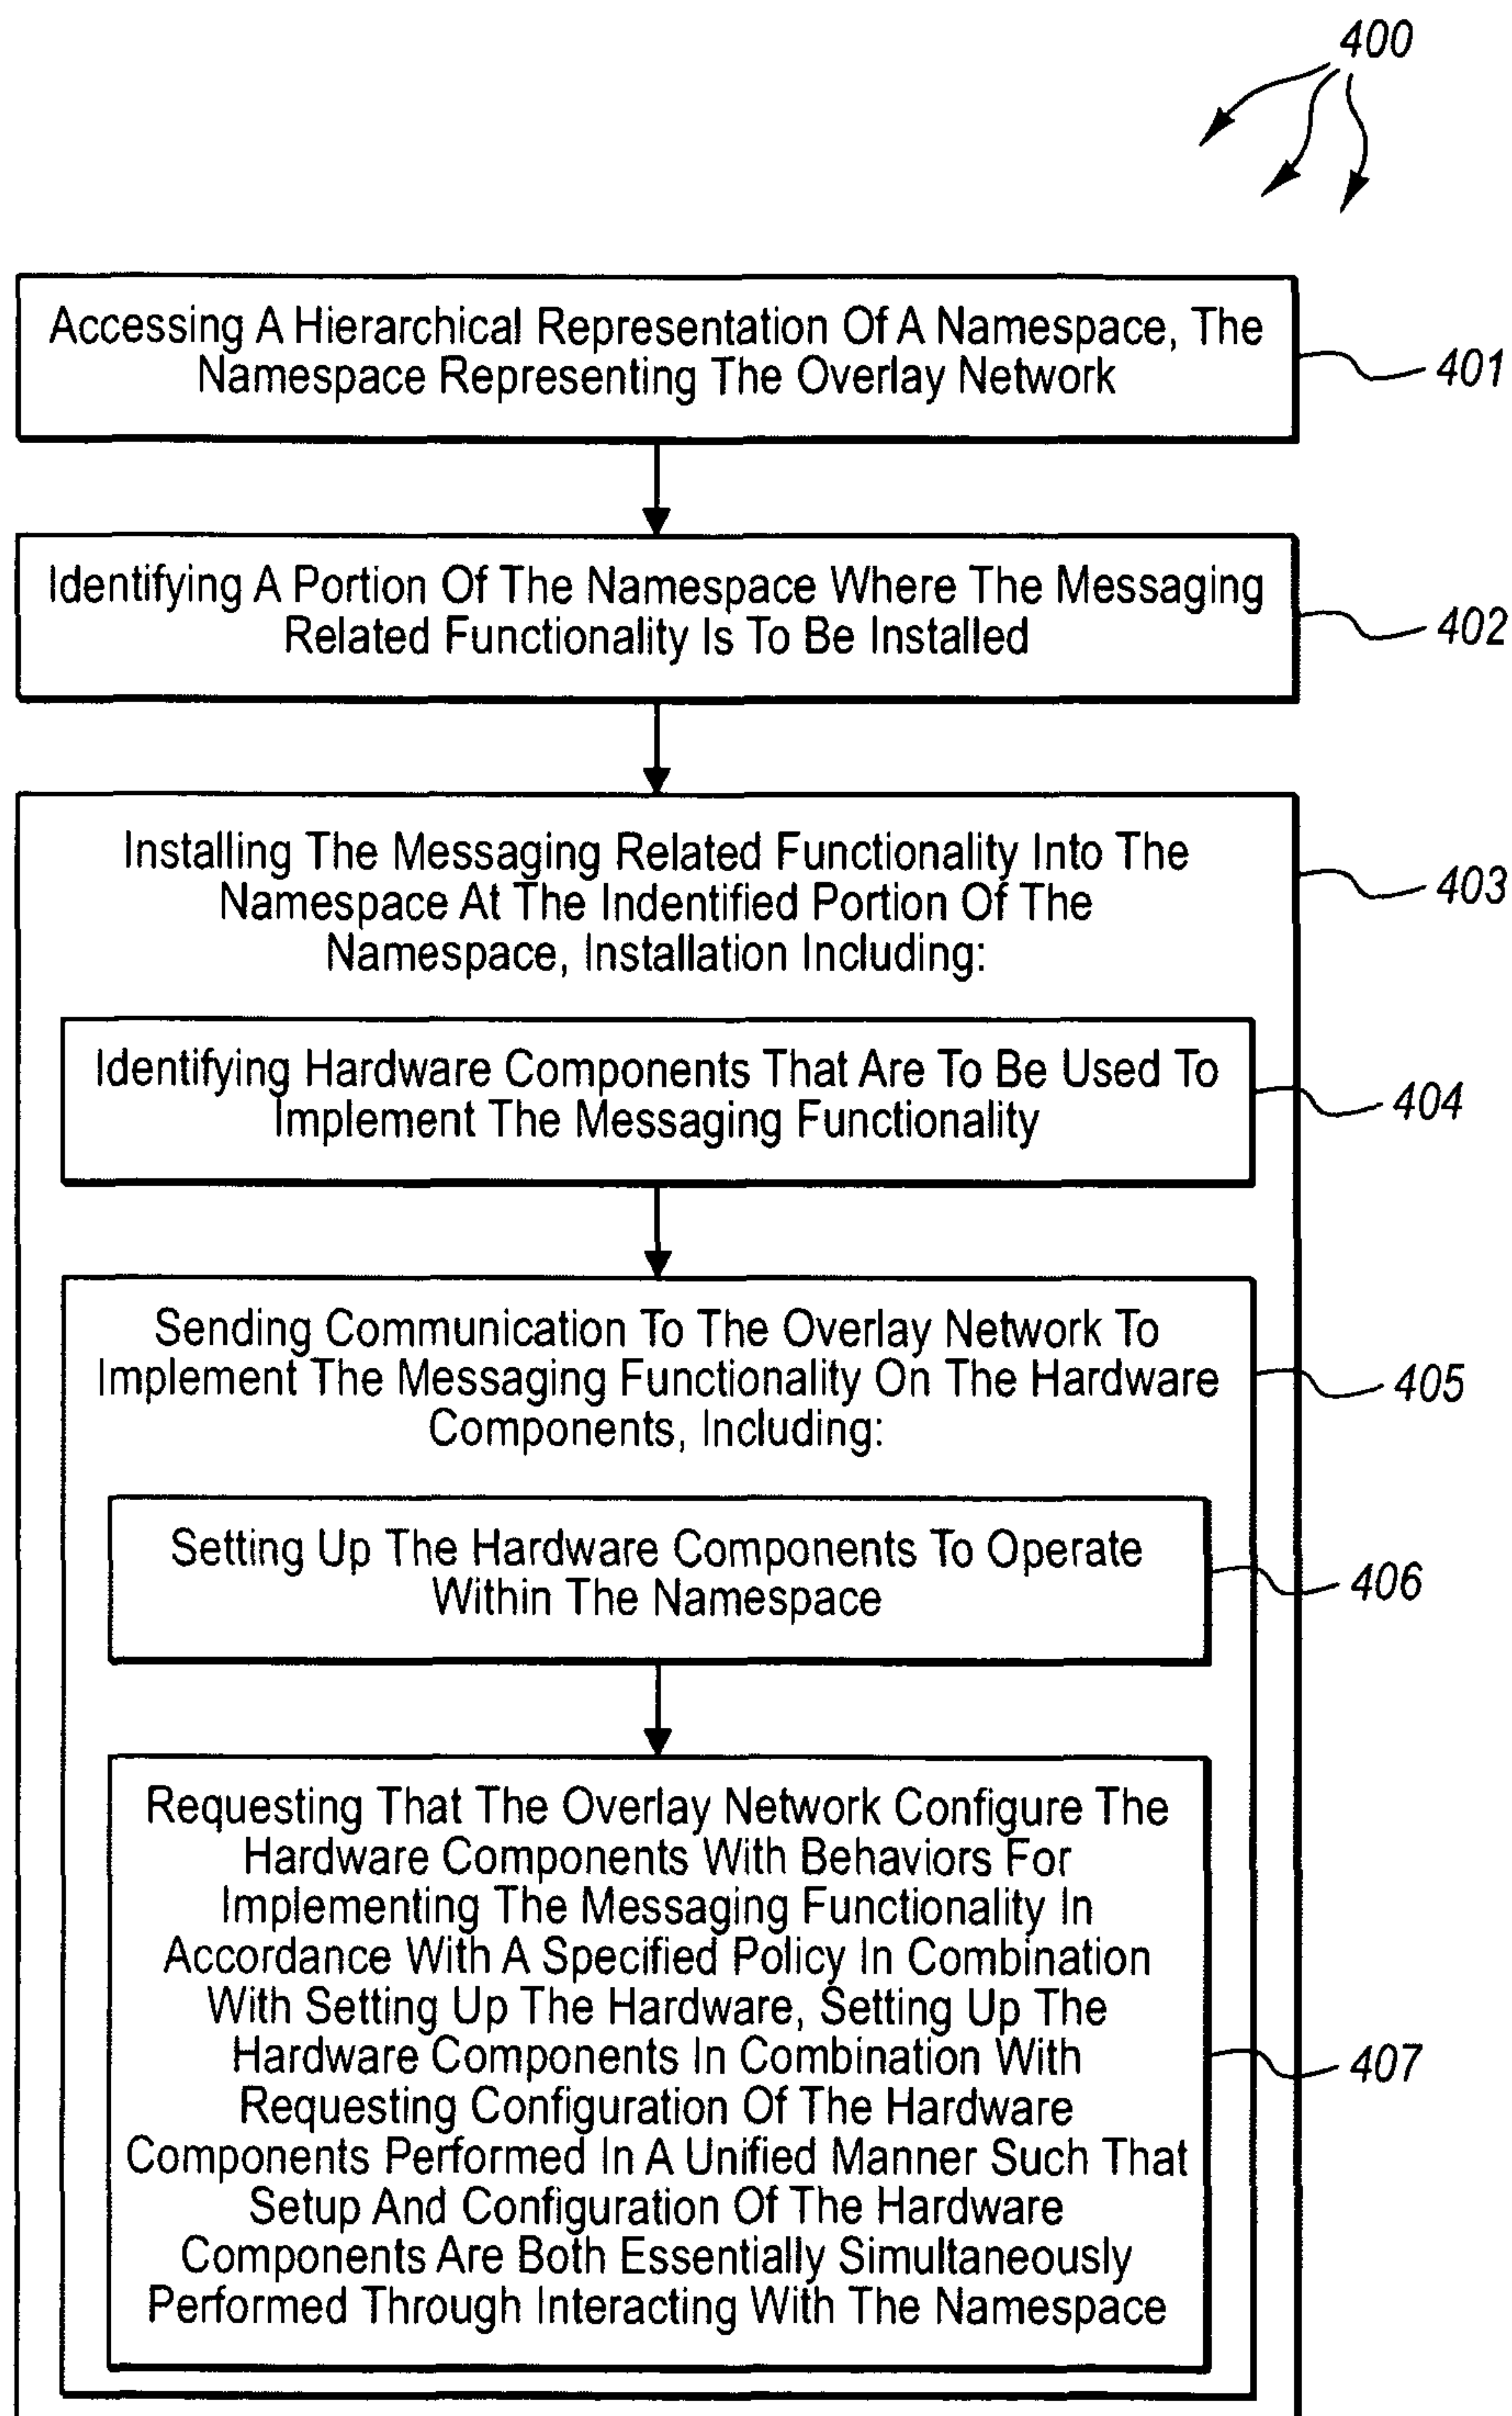 400
Accessing A Hierarchical Representation Of A Namespace, The
Namespace Representing The Overlay Network
401
Identifying A Portion Of The Namespace Where The Messaging
Related Functionality Is To Be Installed
402
Installing The Messaging Related Functionality Into The
Namespace At The Indentified Portion Of The
Namespace, Installation Including:
403
Identifying Hardware Components That Are To Be Used To
Implement The Messaging Functionality
404
Sending Communication To The Overlay Network To
Implement The Messaging Functionality On The Hardware
Components, Including:
405
Setting Up The Hardware Components To Operate
Within The Namespace
406
Requesting That The Overlay Network Configure The
Hardware Components With Behaviors For
Implementing The Messaging Functionality In
Accordance With A Specified Policy In Combination
With Setting Up The Hardware, Setting Up The
Hardware Components In Combination With
Requesting Configuration Of The Hardware
Components Performed In A Unified Manner Such That
Setup And Configuration Of The Hardware
Components Are Both Essentially Simultaneously
Performed Through Interacting With The Namespace
407